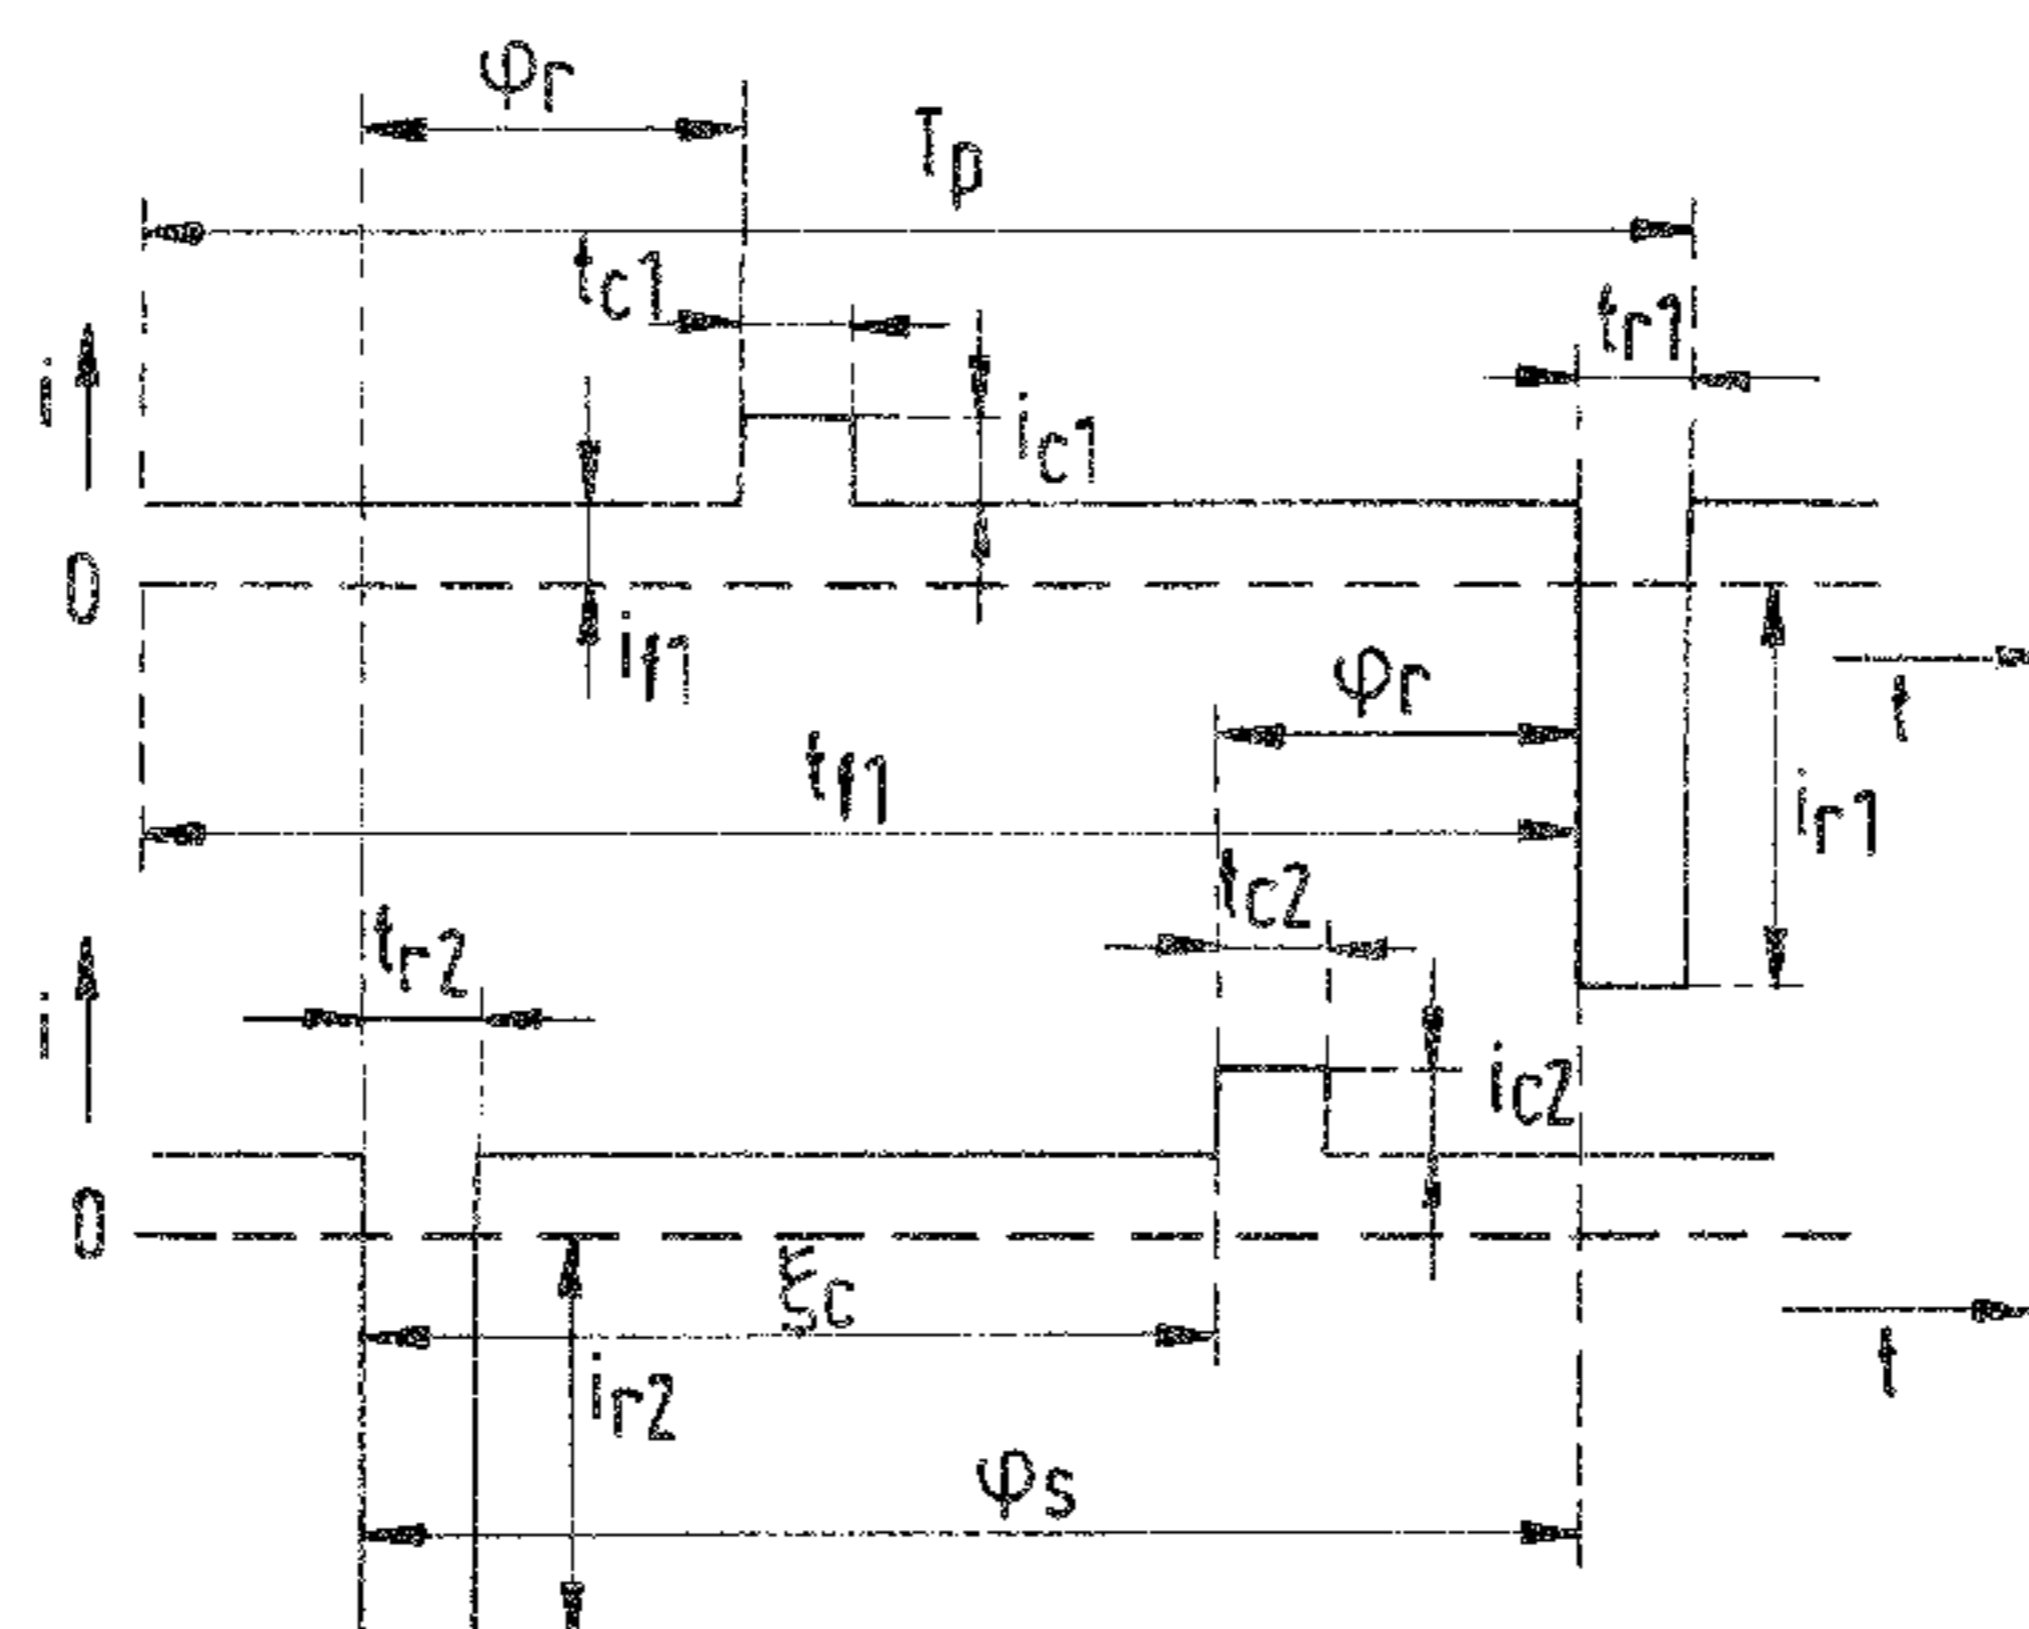 φr
Tp
tc1
tr1
i
ic1
0
if1
φr
t
tf1
ir1
tc2
tr2
i
ic2
0
ξc
t
ir2
φs